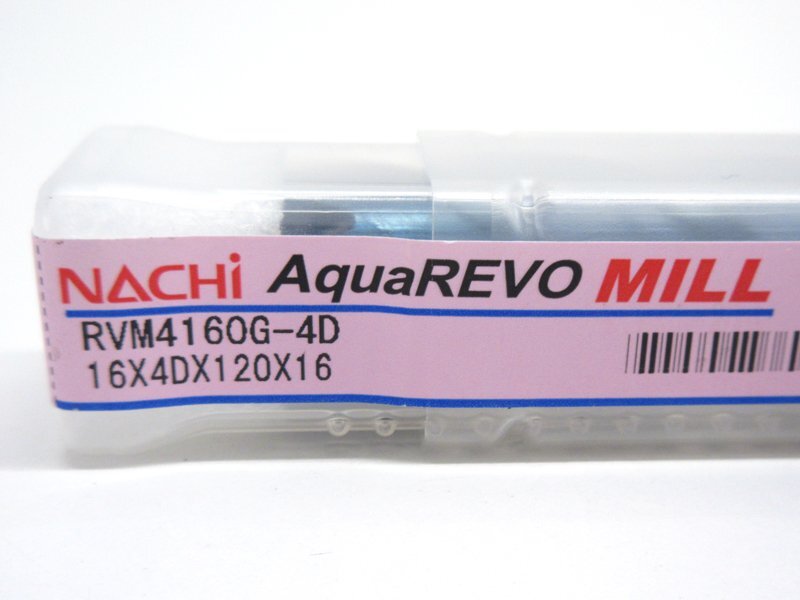 NACHi AquaREVO MILL
RVM4160G-4D
16X4DX120X16